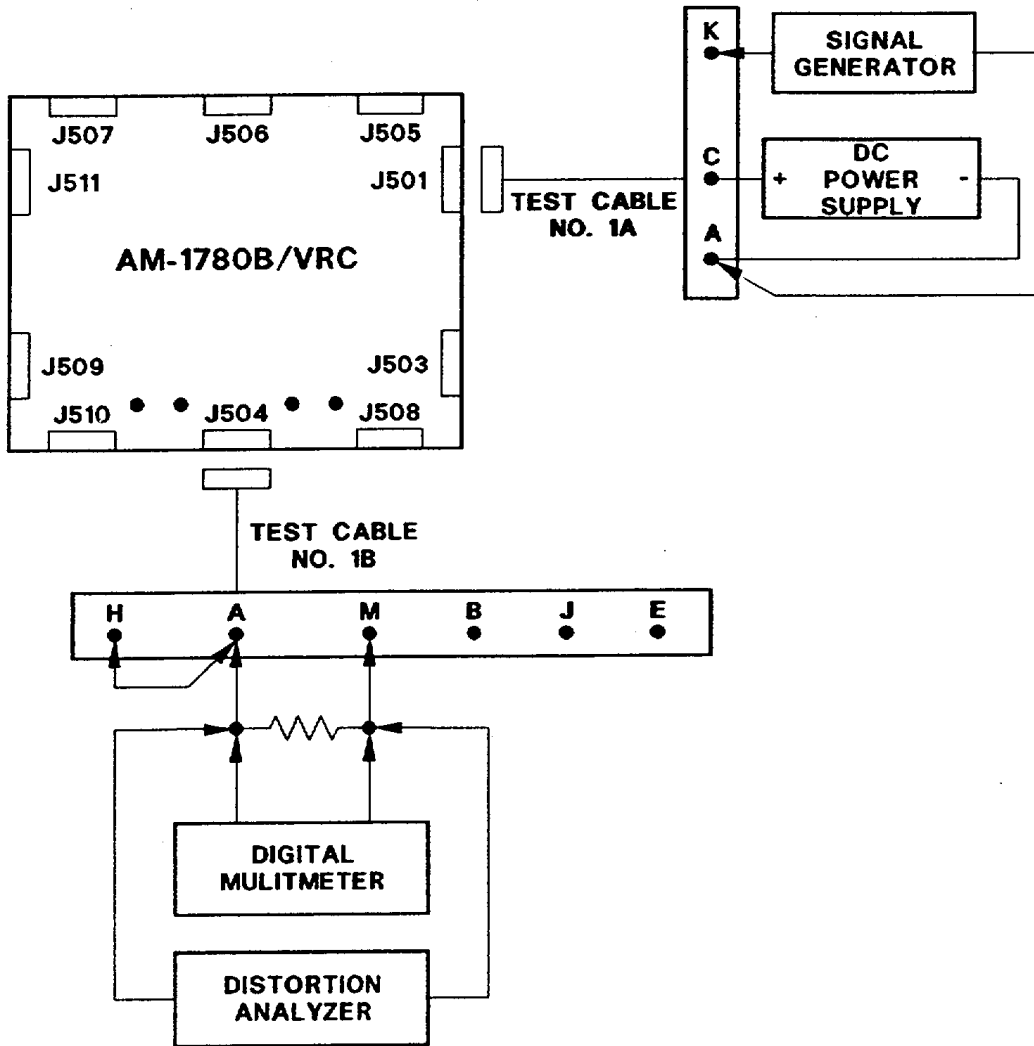 K
SIGNAL
GENERATOR
J507
J506
J505
J511
J501
C
+
DC
POWER
SUPPLY
-
TEST CABLE
NO. 1A
A
AM-1780B/VRC
J509
J503
J510
J504
J508
TEST CABLE
NO. 1B
H A M B J E
DIGITAL
MULITMETER
DISTORTION
ANALYZER